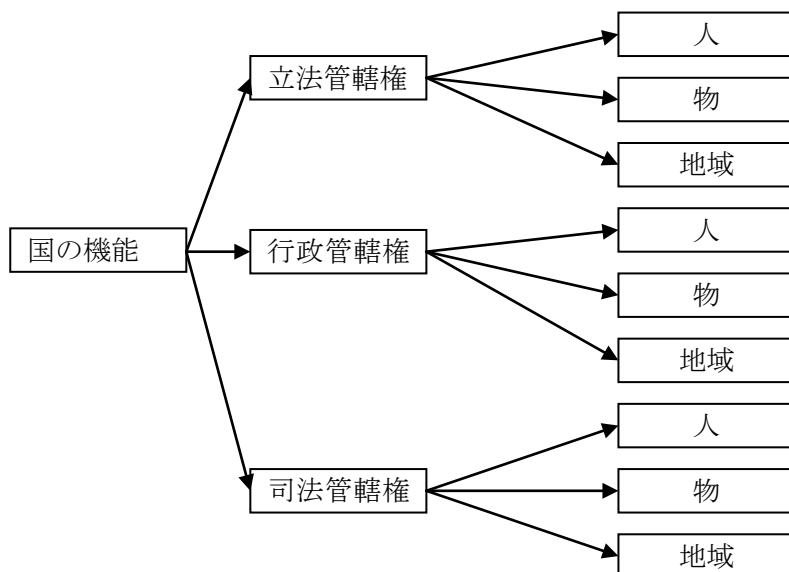 国の機能
立法管轄権
人
物
地域
行政管轄権
人
物
地域
司法管轄権
人
物
地域